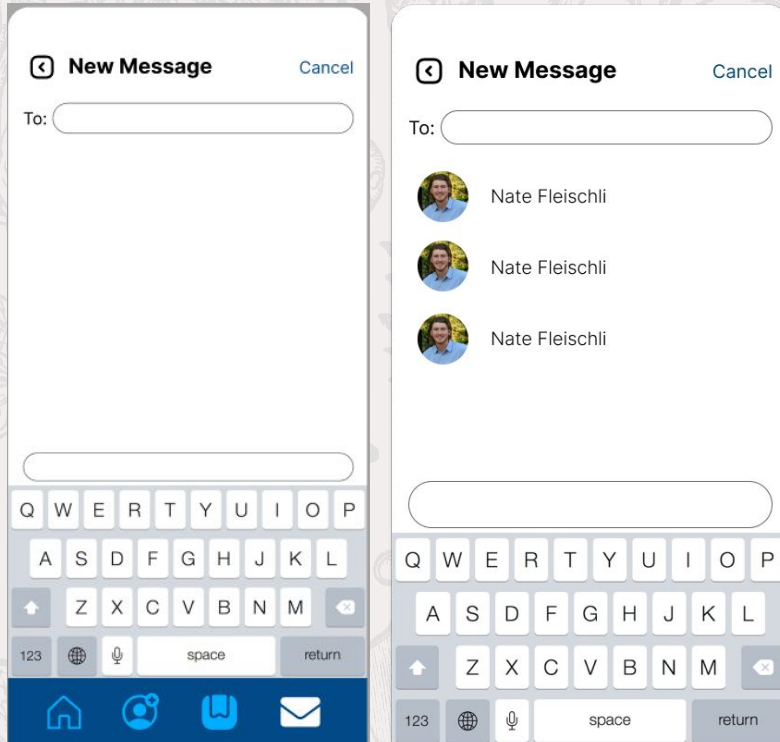 New Message Cancel
To:
Q W E R T Y U I O P
A S D F G H J K L
Z X C V B N M
123 space return
New Message Cancel
To:
Nate Fleischli
Nate Fleischli
Nate Fleischli
Q W E R T Y U I O P
A S D F G H J K L
Z X C V B N M
123 space return